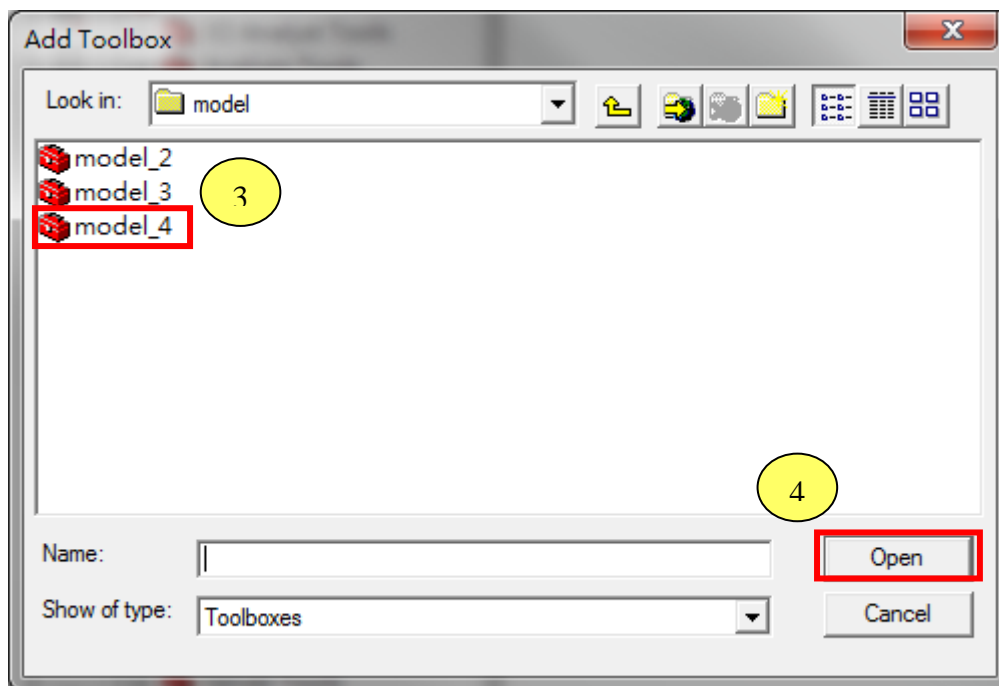 Add Toolbox
Look in: model
model_2
model_3
3
model_4
4
Name: Open
Show of type: Toolboxes Cancel